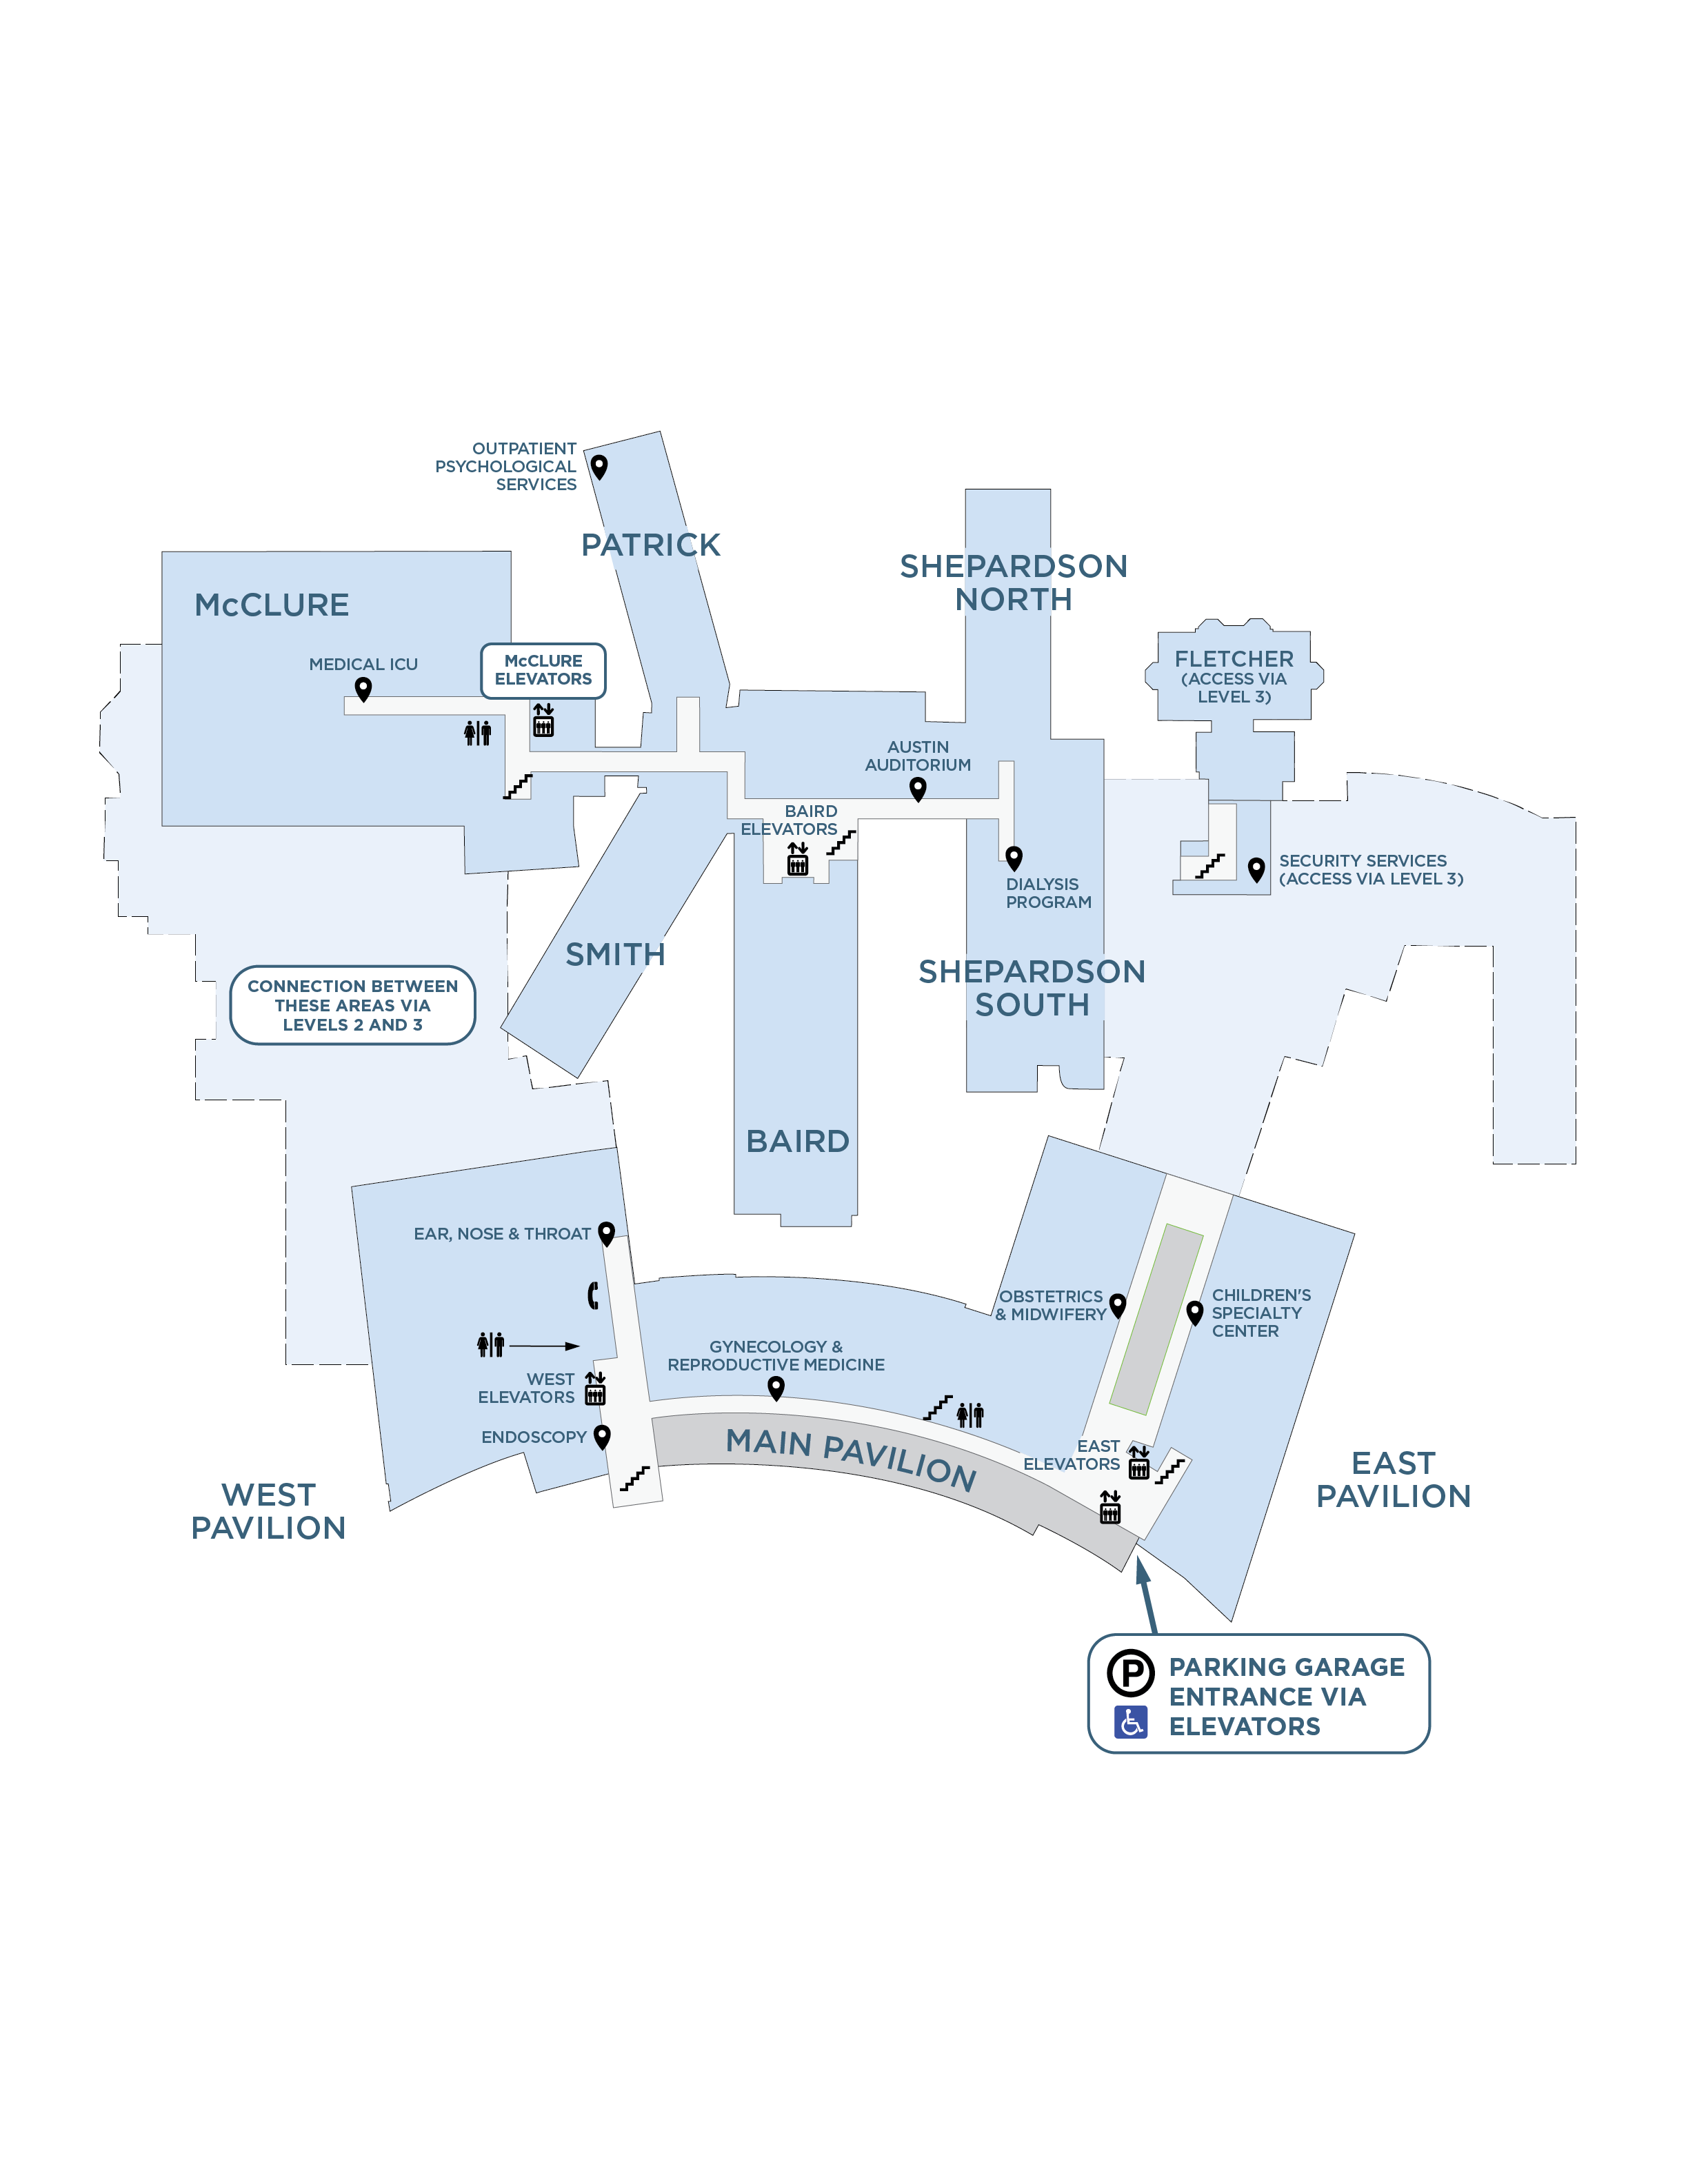 OUTPATIENT
PSYCHOLOGICAL
SERVICES
PATRICK
SHEPARDSON
NORTH
McCLURE
MEDICAL ICU
McCLURE
ELEVATORS
FLETCHER
(ACCESS VIA
LEVEL 3)
AUSTIN
AUDITORIUM
BAIRD
ELEVATORS
DIALYSIS
PROGRAM
SECURITY SERVICES
(ACCESS VIA LEVEL 3)
SMITH
SHEPARDSON
SOUTH
CONNECTION BETWEEN
THESE AREAS VIA
LEVELS 2 AND 3
BAIRD
EAR, NOSE & THROAT
OBSTETRICS
& MIDWIFERY
CHILDREN'S
SPECIALTY
CENTER
GYNECOLOGY &
REPRODUCTIVE MEDICINE
WEST
ELEVATORS
ENDOSCOPY
MAIN PAVILION
EAST
ELEVATORS
WEST
PAVILION
EAST
PAVILION
P
PARKING GARAGE
ENTRANCE VIA
ELEVATORS